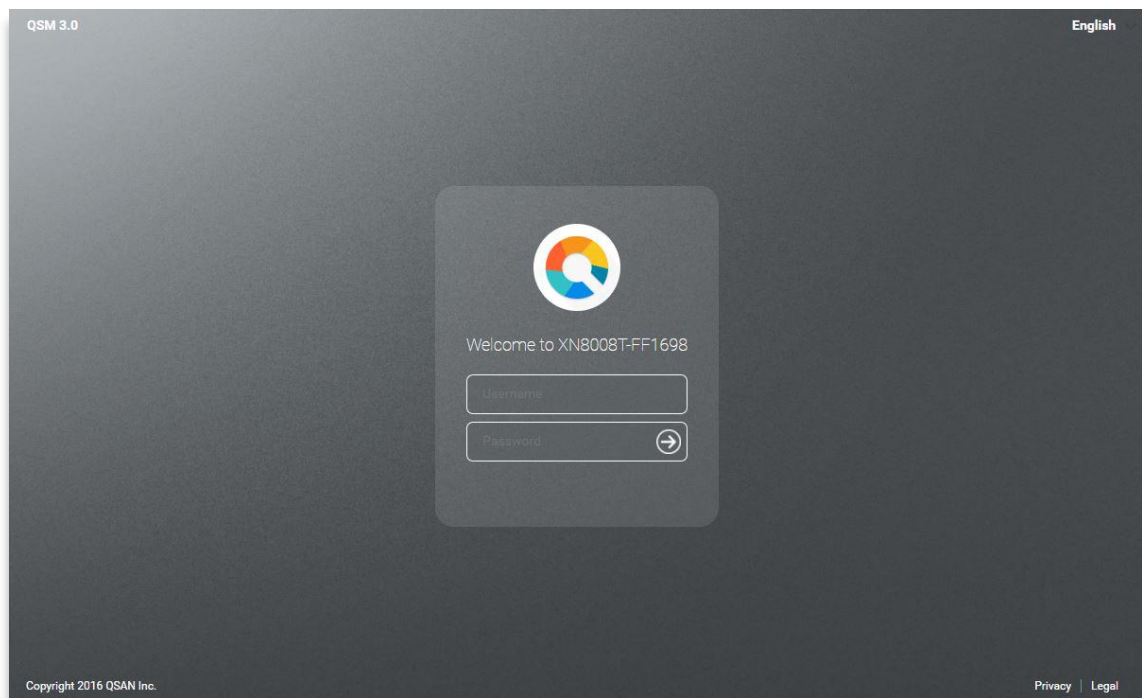 QSM 3.0
English
Welcome to XN8008T-FF1698
Username
Password
Copyright 2016 QSAN Inc.
Privacy | Legal